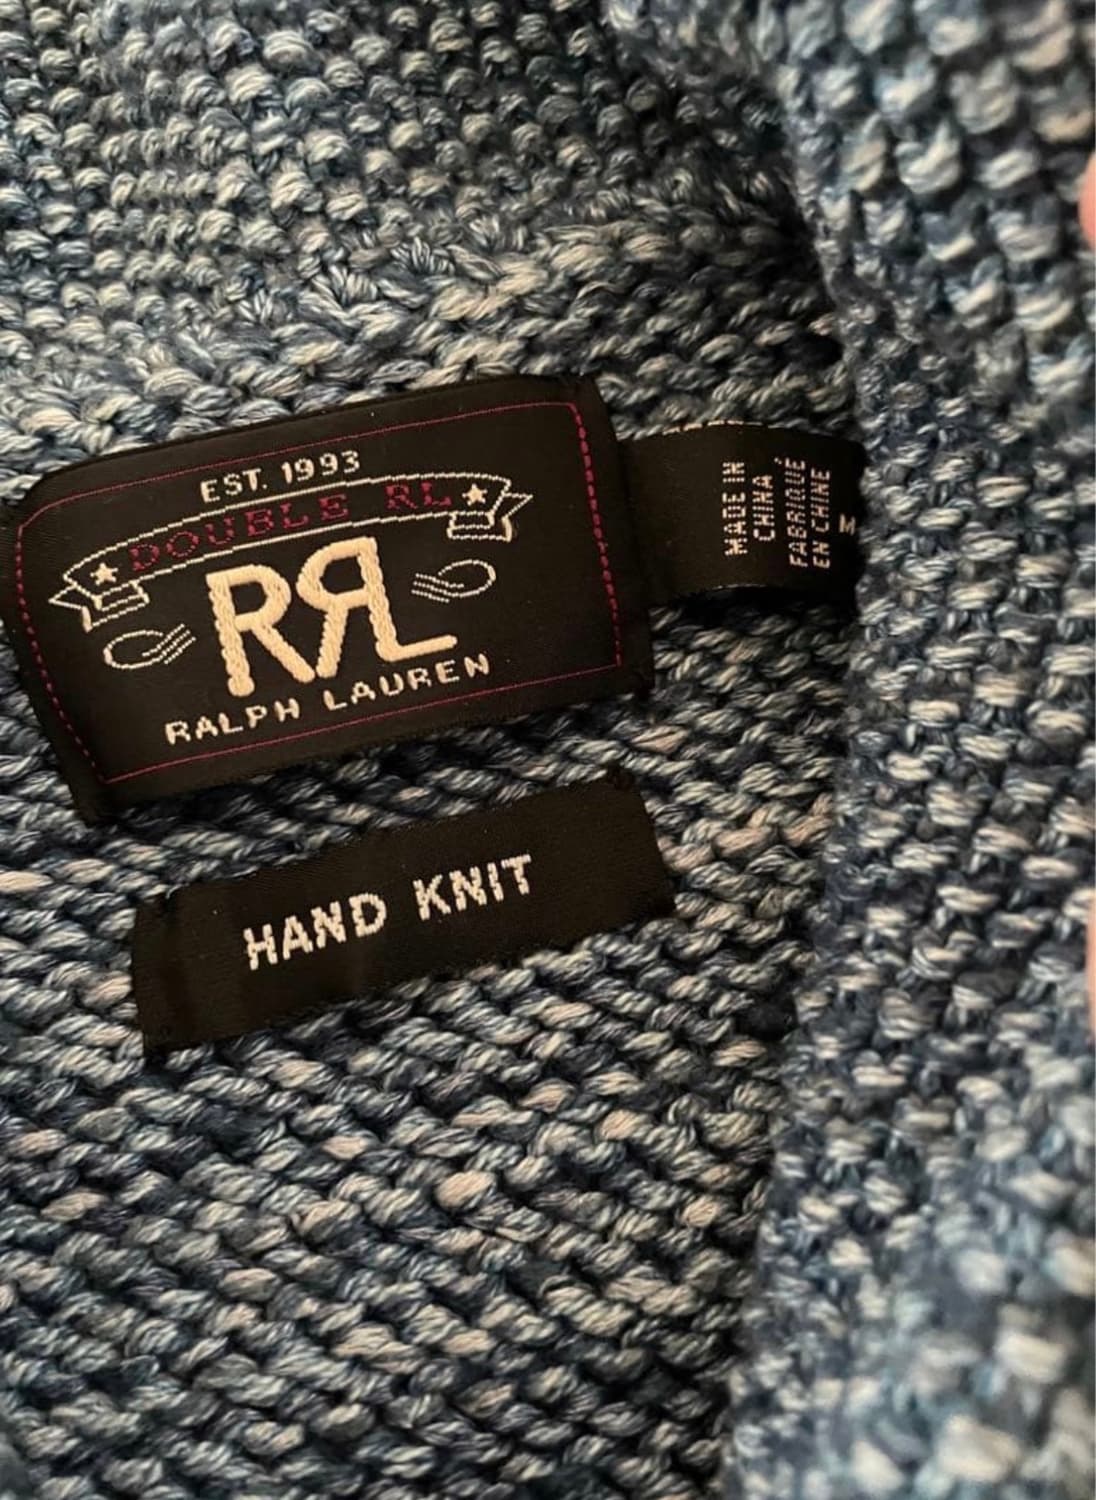 EST. 1993
DOUBLE RL
RRL
RALPH LAUREN
MADE IN
CHINA
FABRIQUÉ
EN CHINE
M
HAND KNIT